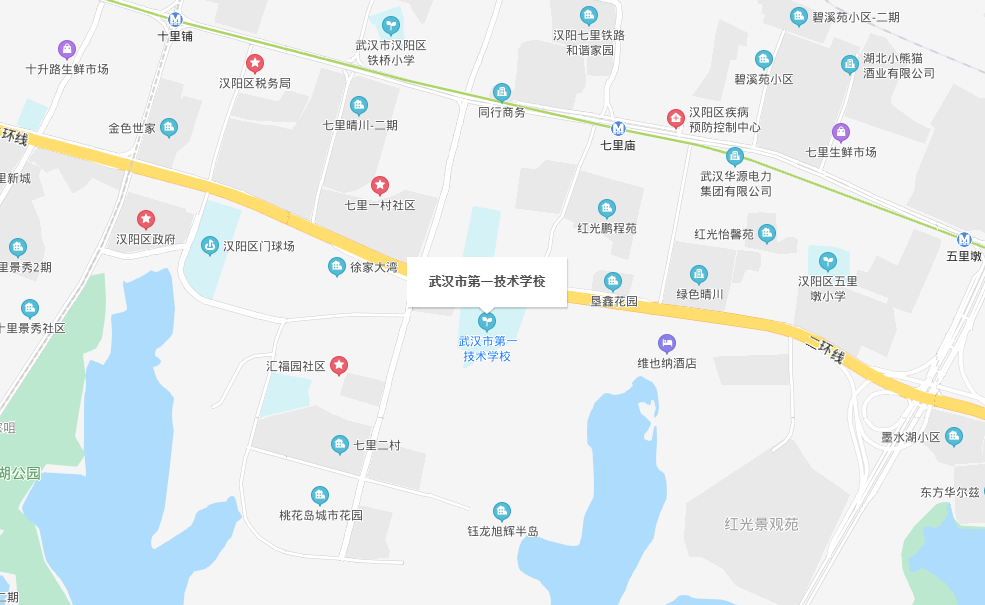 碧溪苑小区-二期
十里铺
汉阳七里铁路
和谐家园
武汉市汉阳区
铁桥小学
十升路生鲜市场
汉阳区税务局
碧溪苑小区
湖北小熊猫
酒业有限公司
同行商务
汉阳区疾病
预防控制中心
金色世家
七里晴川-二期
环线
七里庙
七里生鲜市场
里新城
武汉华源电力
集团有限公司
七里一村社区
汉阳区政府
红光鹏程苑
红光怡馨苑
汉阳区门球场
五里墩
里景秀2期
徐家大湾
武汉市第一技术学校
汉阳区五里
墩小学
绿色晴川
垦鑫花园
十里景秀社区
武汉市第一
技术学校
二环线
维也纳酒店
汇福园社区
墨水湖小区
七里二村
湖公园
东方华尔兹
桃花岛城市花园
钰龙旭辉半岛
红光景观苑
二期